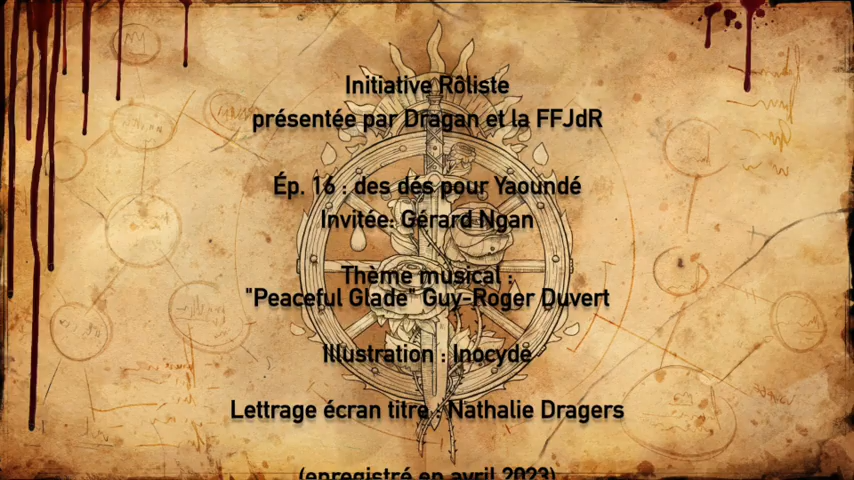 Initiative Rôliste
présentée par Dragan et la FFJdR
Ép. 16 : des dés pour Yaoundé
Invitée: Gérard Ngan
Thème musical :
"Peaceful Glade" Guy-Roger Duvert
Illustration : Inocyde
Lettrage écran titre : Nathalie Dragers
(enregistré en avril 2023)